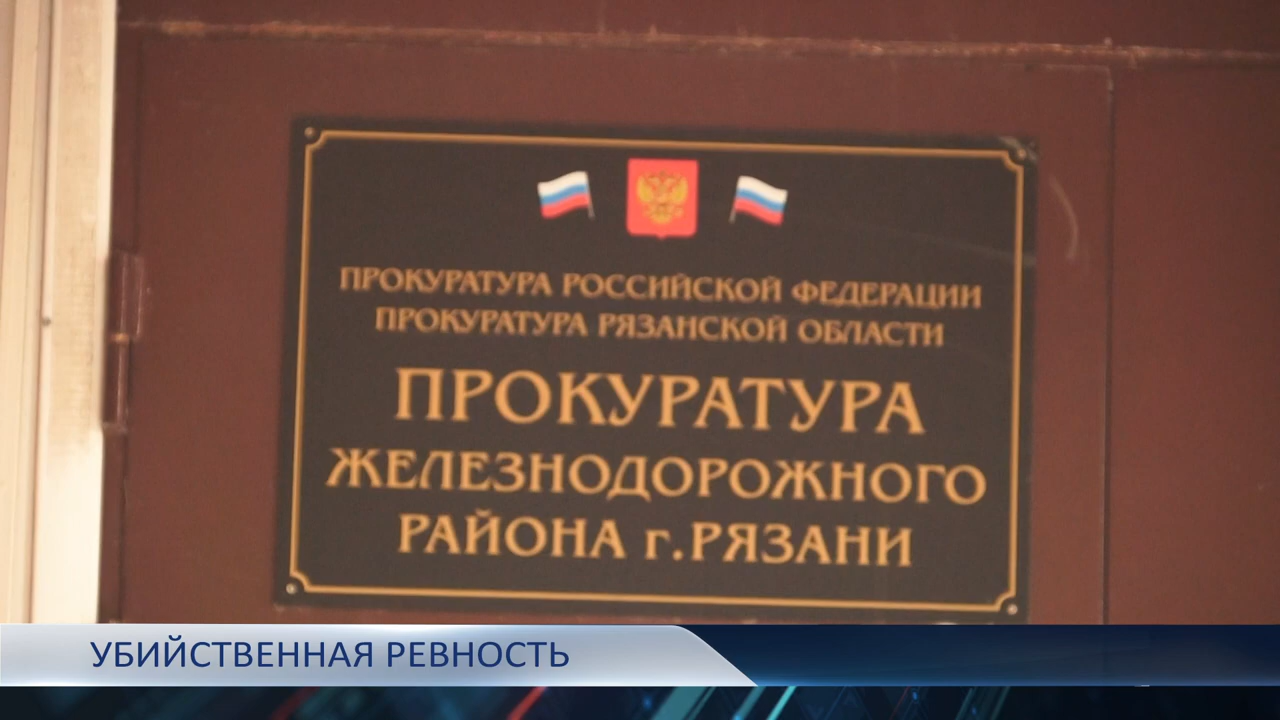 ПРОКУРАТУРА РОССИЙСКОЙ ФЕДЕРАЦИИ
ПРОКУРАТУРА РЯЗАНСКОЙ ОБЛАСТИ
ПРОКУРАТУРА
ЖЕЛЕЗНОДОРОЖНОГО
РАЙОНА г.РЯЗАНИ
УБИЙСТВЕННАЯ РЕВНОСТЬ